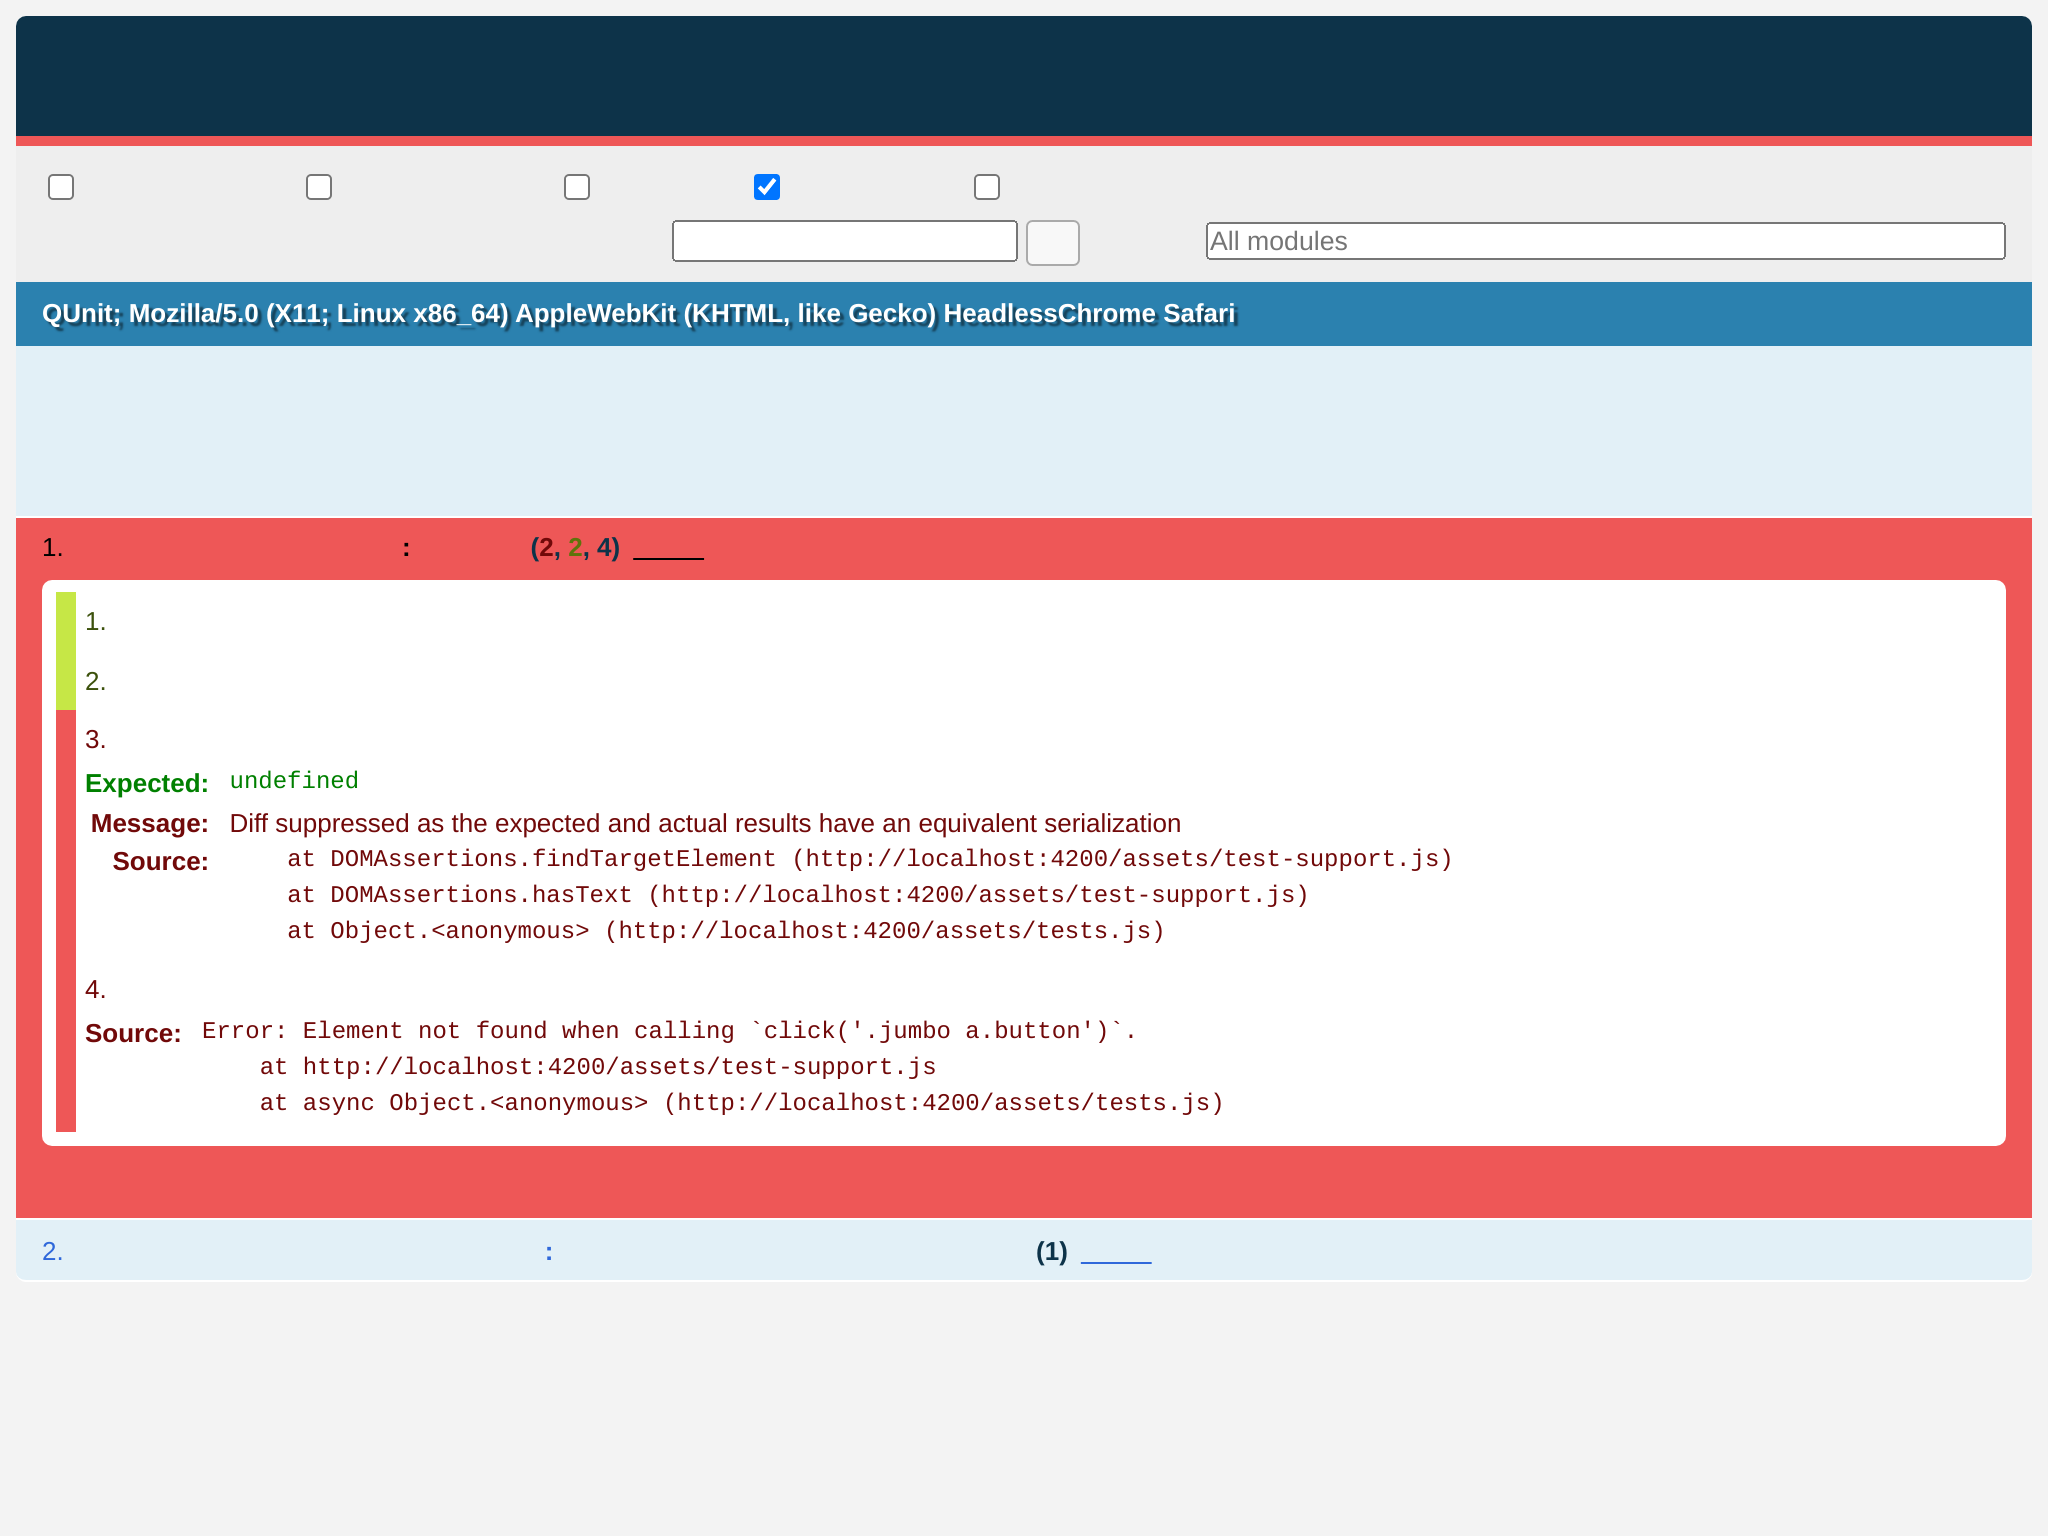 All modules
QUnit; Mozilla/5.0 (X11; Linux x86_64) AppleWebKit (KHTML, like Gecko) HeadlessChrome Safari
1. : (2, 2, 4)
1.
2.
3.
Expected: undefined
Message: Diff suppressed as the expected and actual results have an equivalent serialization
Source: at DOMAssertions.findTargetElement (http://localhost:4200/assets/test-support.js)
at DOMAssertions.hasText (http://localhost:4200/assets/test-support.js)
at Object.<anonymous> (http://localhost:4200/assets/tests.js)
4.
Source: Error: Element not found when calling `click('.jumbo a.button')`.
at http://localhost:4200/assets/test-support.js
at async Object.<anonymous> (http://localhost:4200/assets/tests.js)
2. : (1)